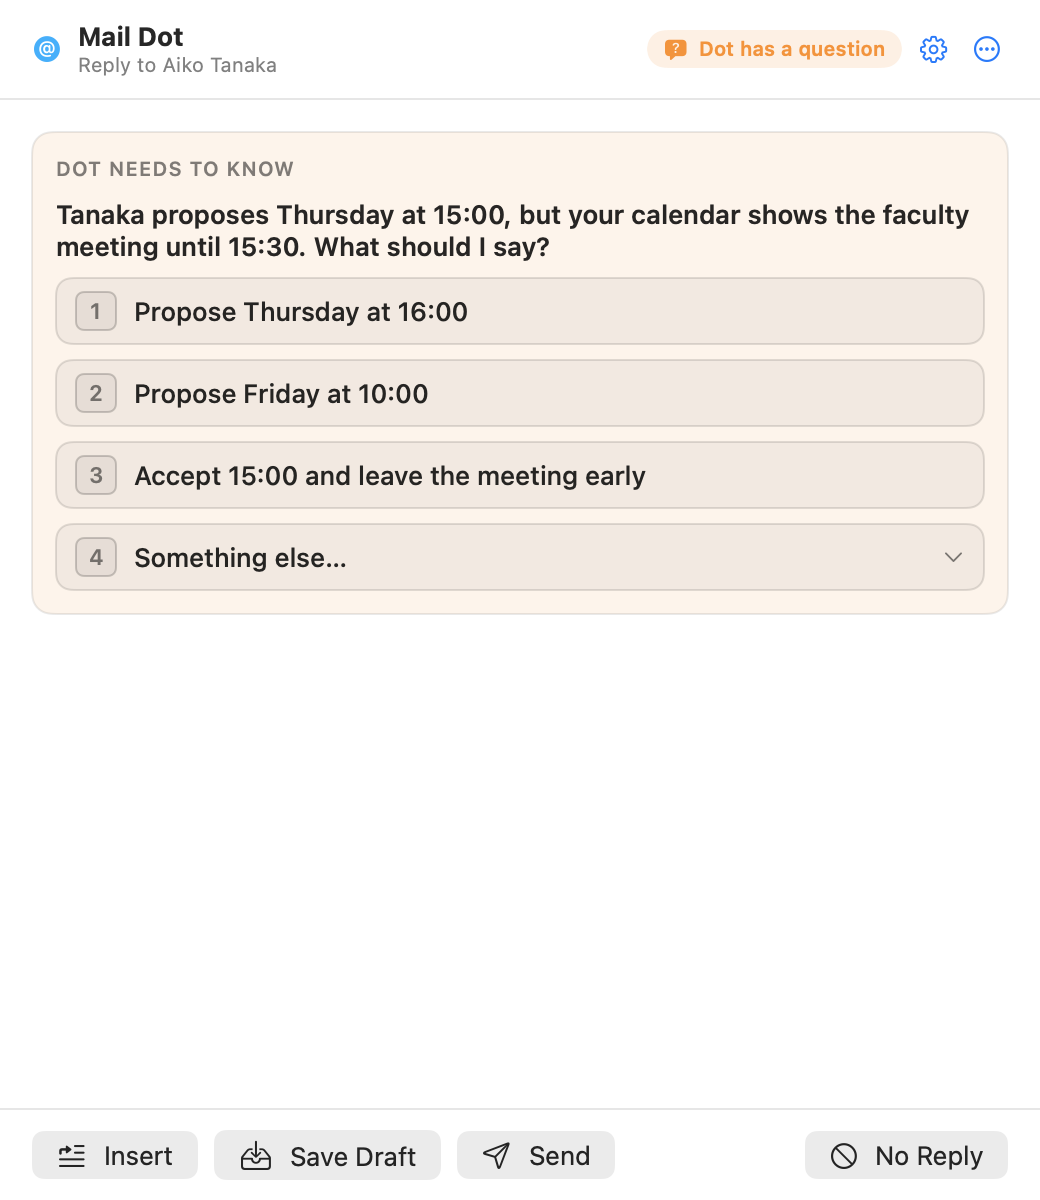 Mail Dot
Reply to Aiko Tanaka
Dot has a question
DOT NEEDS TO KNOW
Tanaka proposes Thursday at 15:00, but your calendar shows the faculty
meeting until 15:30. What should I say?
1 Propose Thursday at 16:00
2 Propose Friday at 10:00
3 Accept 15:00 and leave the meeting early
4 Something else…
Insert
Save Draft
Send
No Reply